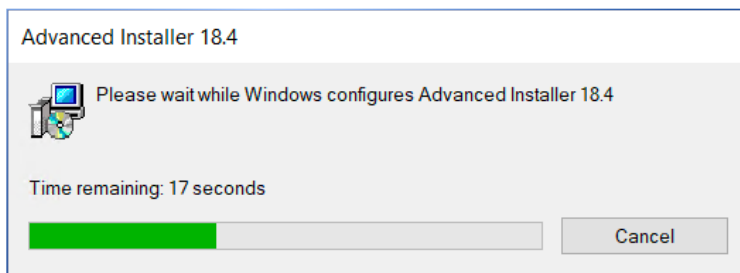 Advanced Installer 18.4
Please wait while Windows configures Advanced Installer 18.4
Time remaining: 17 seconds
Cancel